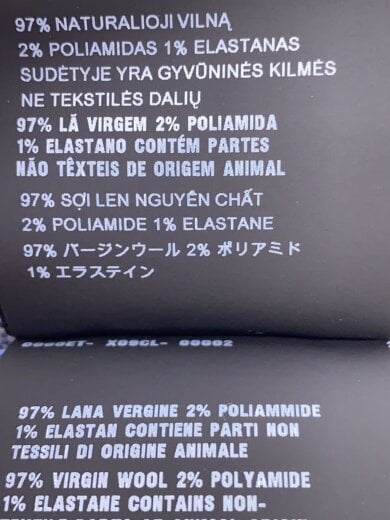 97% NATURALIOJI VILNĄ
2% POLIAMIDAS 1% ELASTANAS
SUDĖTYJE YRA GYVŪNINĖS KILMĖS
NE TEKSTILĖS DALIŲ
97% LÃ VIRGEM 2% POLIAMIDA
1% ELASTANO CONTÉM PARTES
NÃO TÊXTEIS DE ORIGEM ANIMAL
97% SỢI LEN NGUYÊN CHẤT
2% POLIAMIDE 1% ELASTANE
97% バージンウール 2% ポリアミド
1% エラステイン
X09CL- 00002
97% LANA VERGINE 2% POLIAMMIDE
1% ELASTAN CONTIENE PARTI NON
TESSILI DI ORIGINE ANIMALE
97% VIRGIN WOOL 2% POLYAMIDE
1% ELASTANE CONTAINS NON-